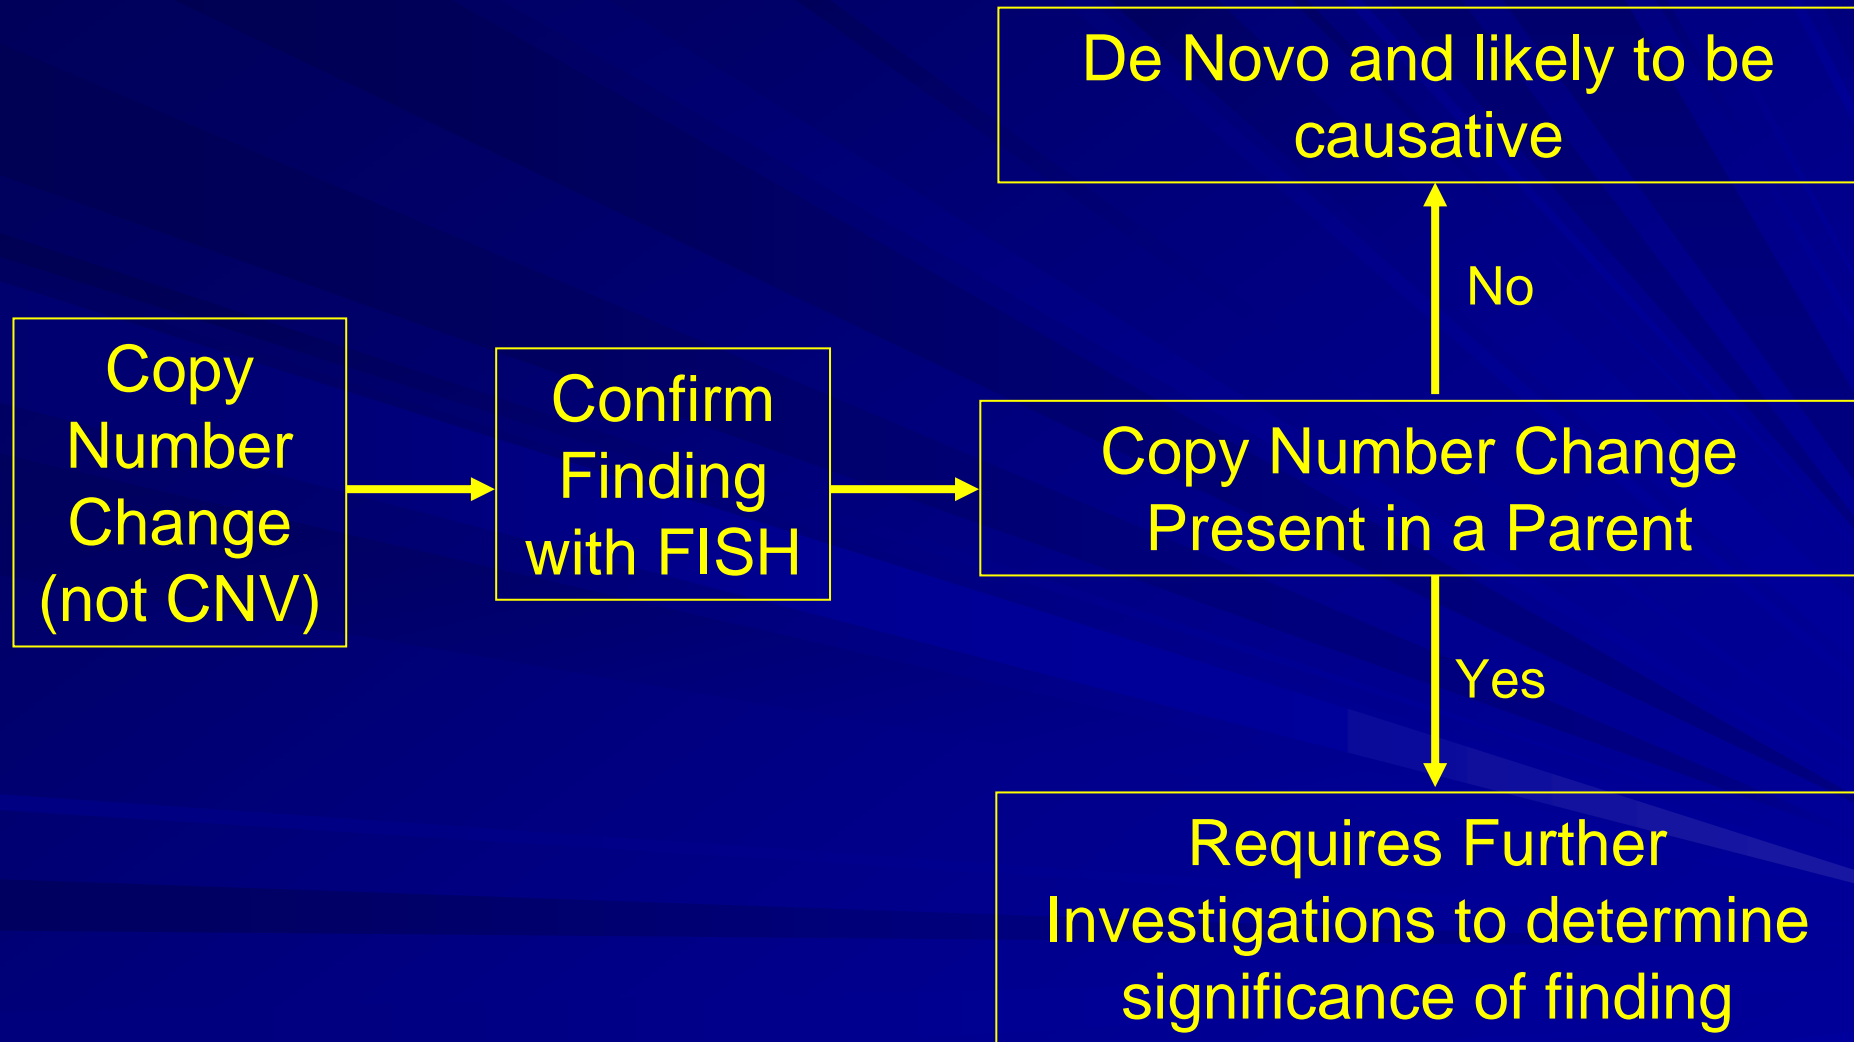 De Novo and likely to be
causative
No
Copy
Number
Change
(not CNV)
Confirm
Finding
with FISH
Copy Number Change
Present in a Parent
Yes
Requires Further
Investigations to determine
significance of finding